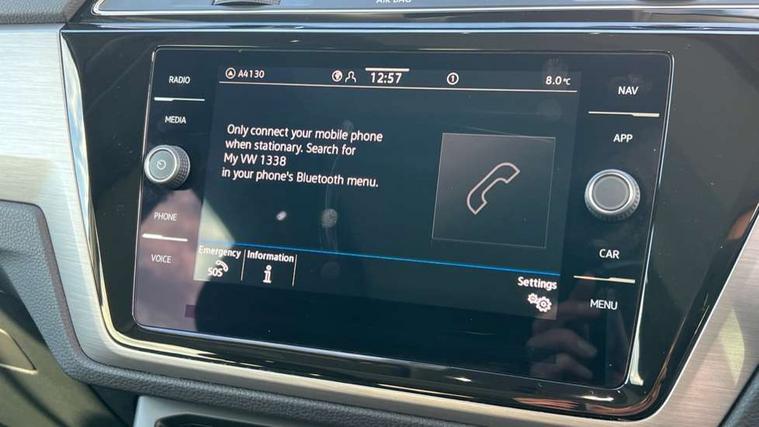 AIR BAG
RADIO
MEDIA
PHONE
VOICE
A4130
12:57
8.0°C
Only connect your mobile phone
when stationary. Search for
My VW 1338
in your phone's Bluetooth menu.
Emergency
SOS
Information
i
Settings
NAV
APP
CAR
MENU